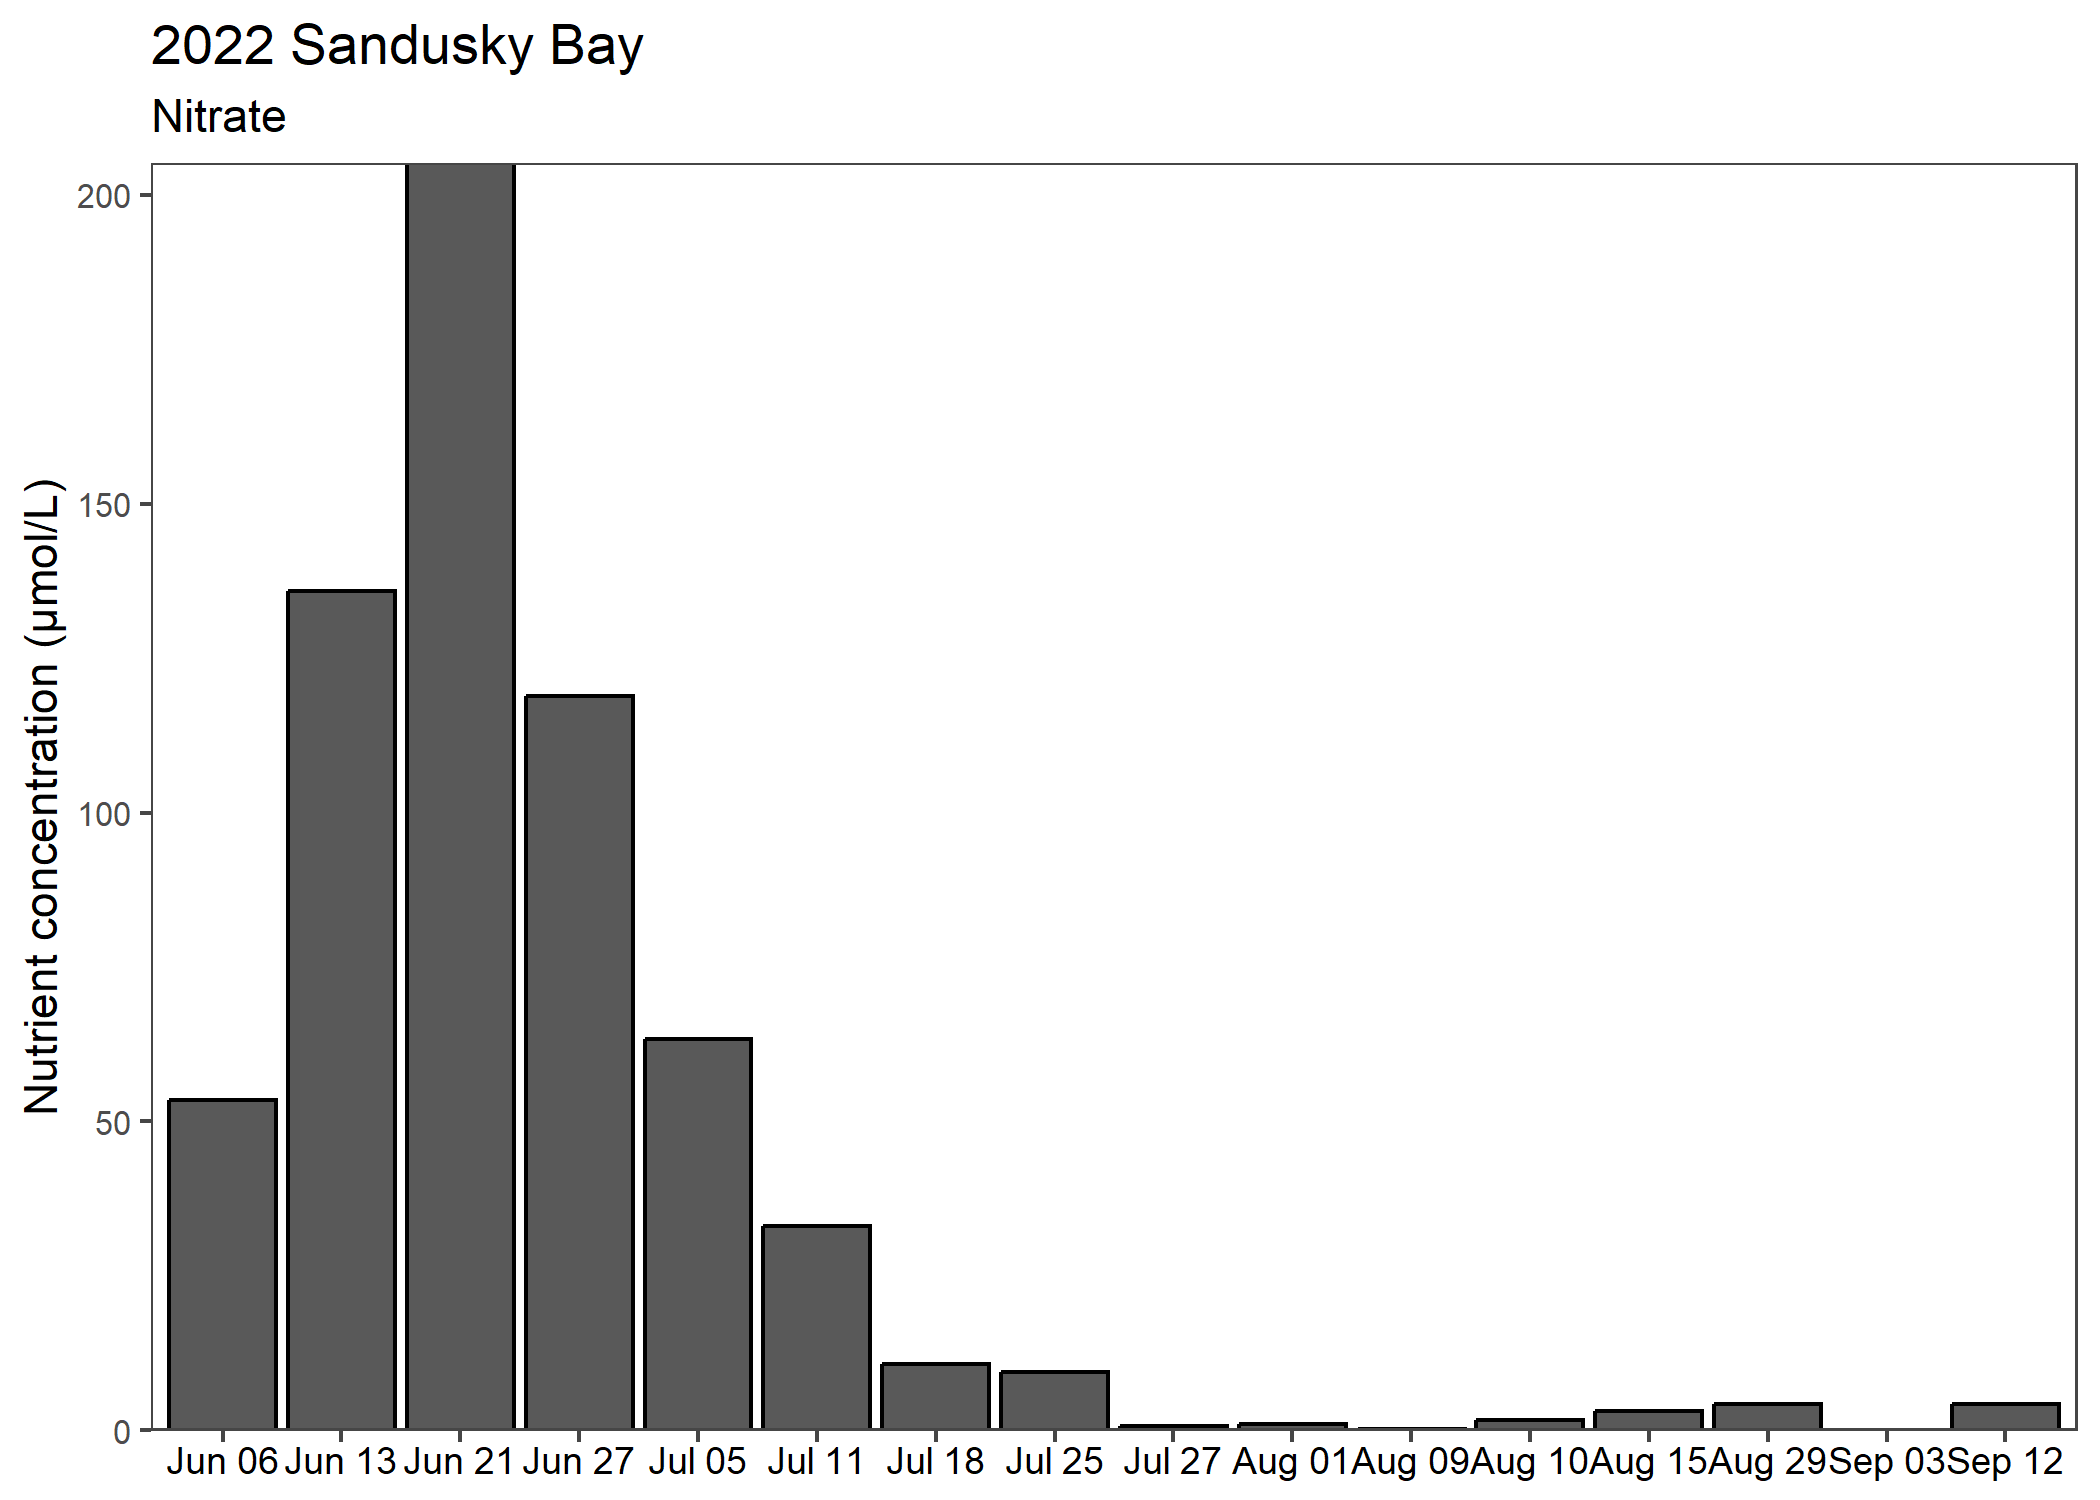 2022 Sandusky Bay
Nitrate
Nutrient concentration (µmol/L)
200
150
100
50
0
Jun 06 Jun 13 Jun 21 Jun 27 Jul 05 Jul 11 Jul 18 Jul 25 Jul 27 Aug 01 Aug 09 Aug 10 Aug 15 Aug 29 Sep 03 Sep 12